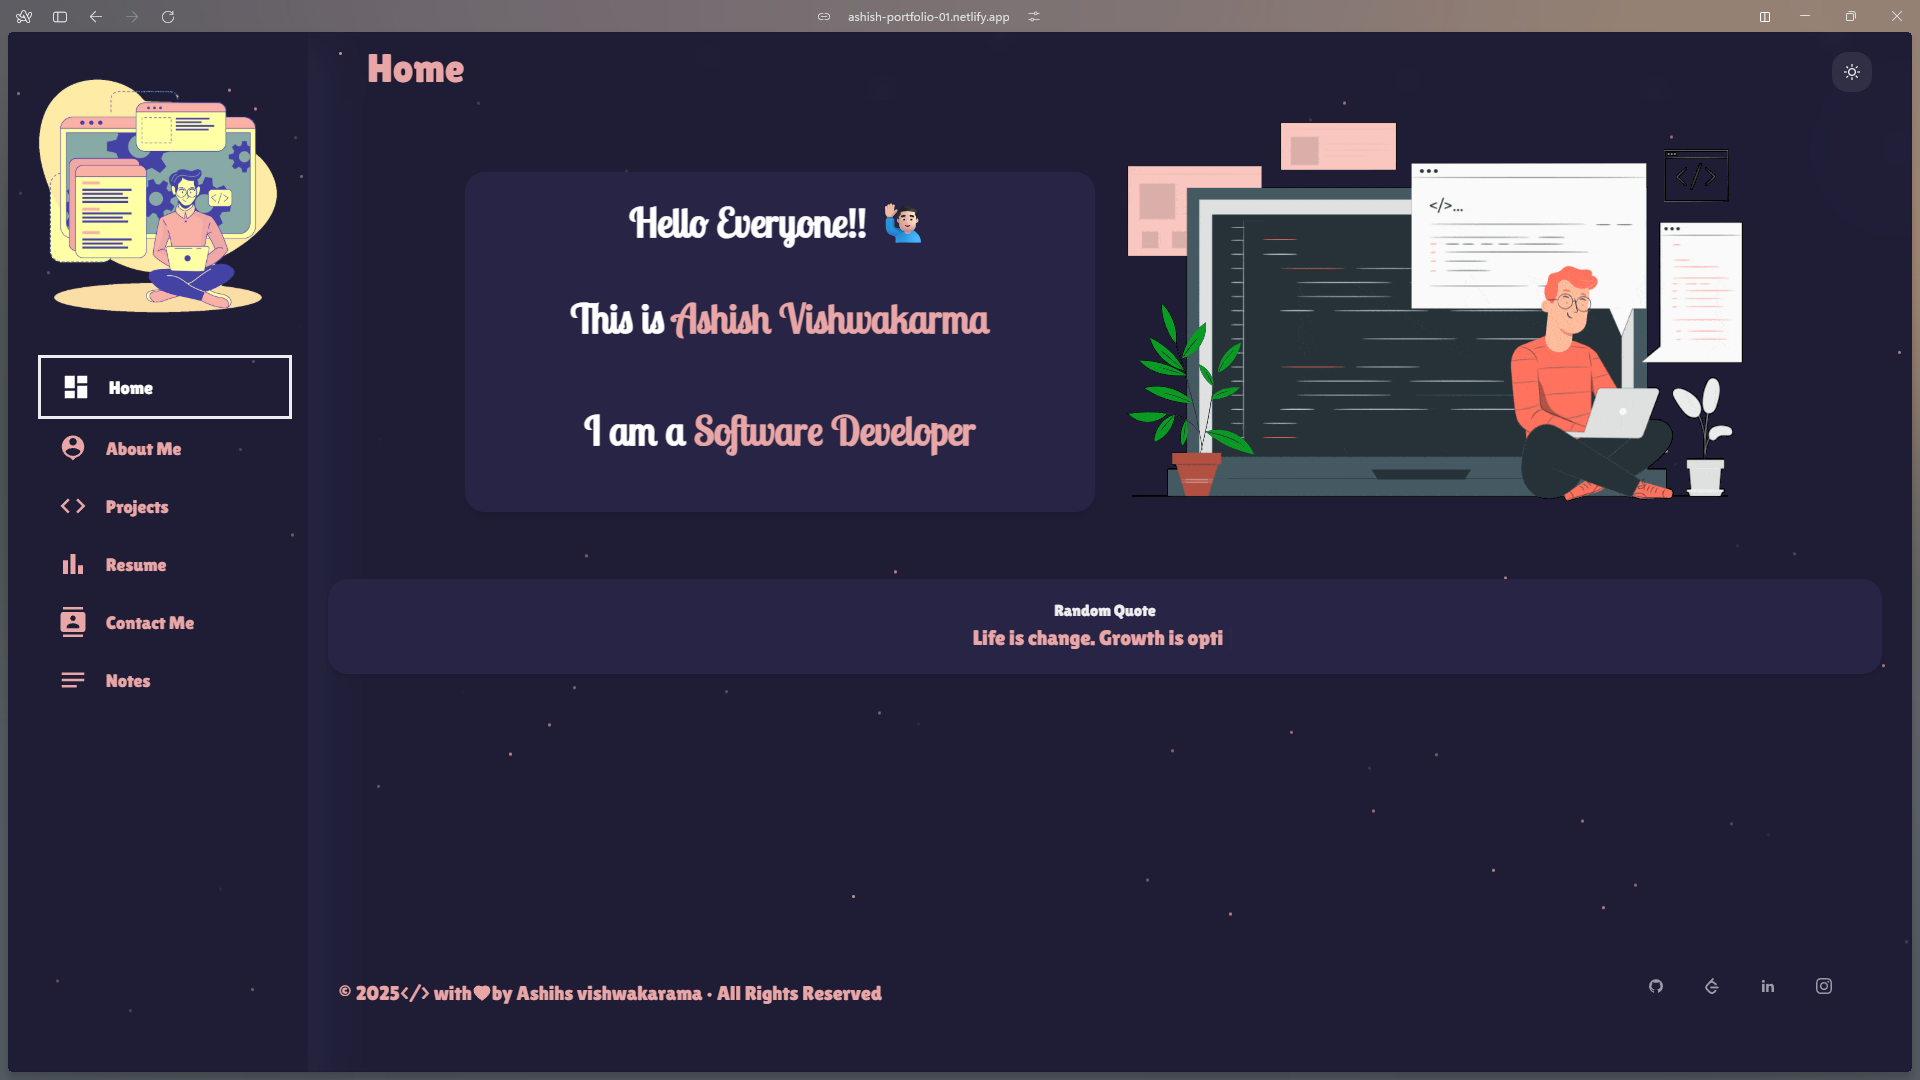 ashish-portfolio-01.netlify.app
Home
Hello Everyone!! 🙋🏻‍♂️
This is Ashish Vishwakarma
I am a Software Developer
</>...
</>
</>
Home
About Me
Projects
Resume
Contact Me
Notes
Random Quote
Life is change. Growth is opti
© 2025</> with❤by Ashihs vishwakarama • All Rights Reserved
in